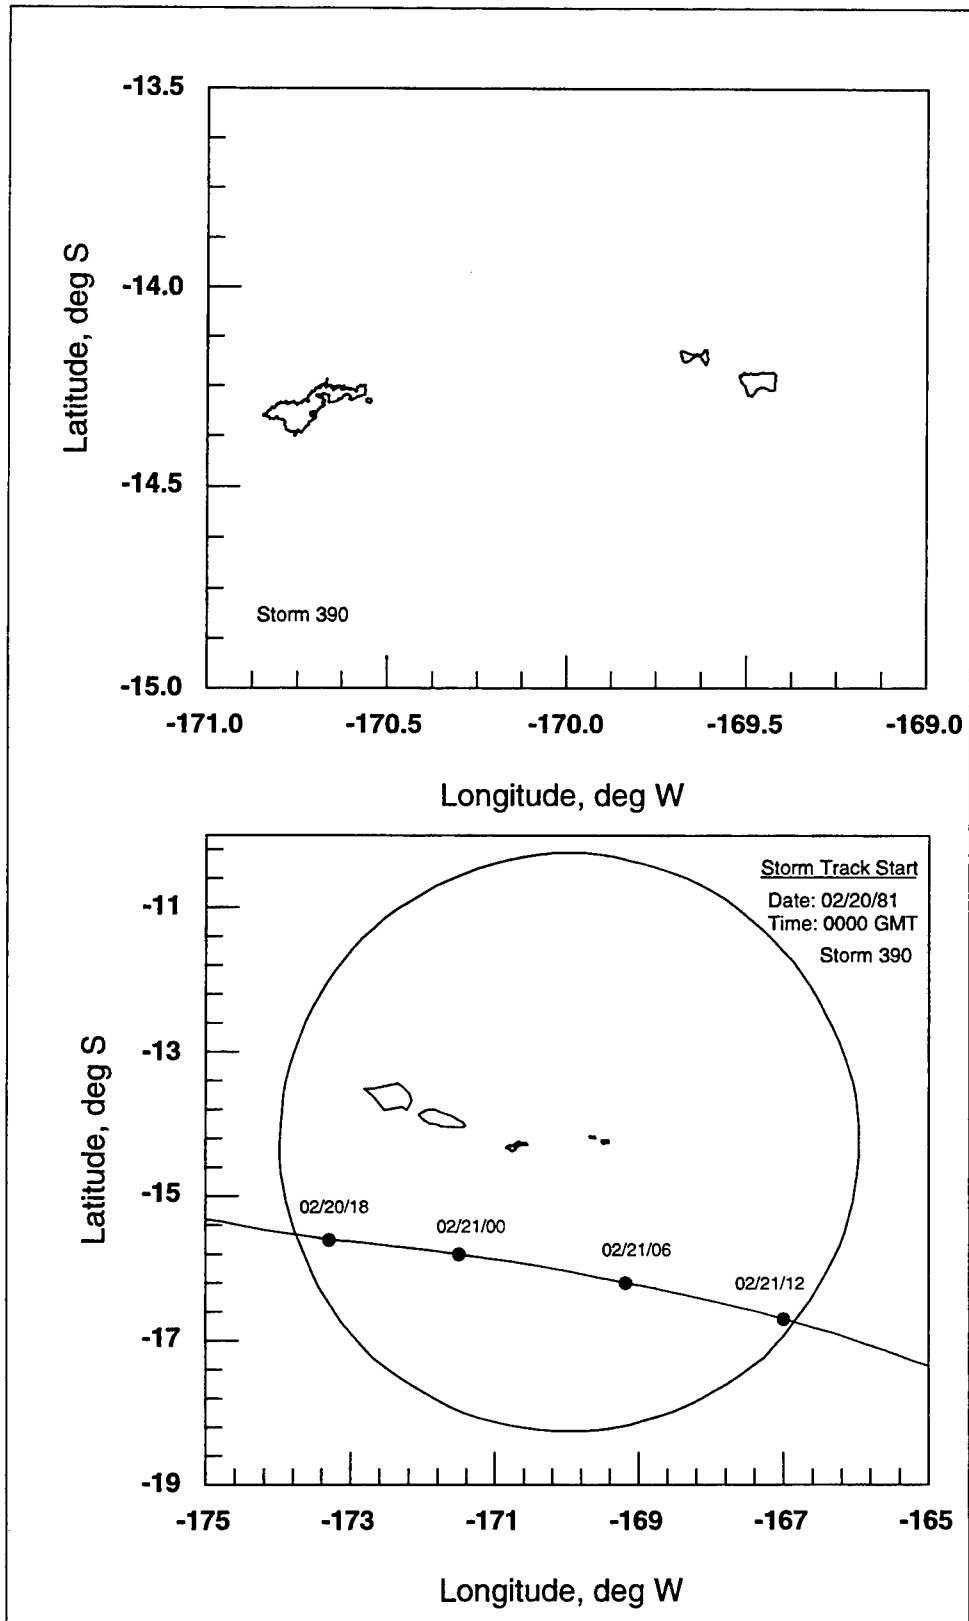 -13.5
-14.0
-14.5
-15.0
Latitude, deg S
Storm 390
-171.0 -170.5 -170.0 -169.5 -169.0
Longitude, deg W
Storm Track Start
Date: 02/20/81
Time: 0000 GMT
Storm 390
-11
-13
-15
-17
-19
Latitude, deg S
02/20/18
02/21/00
02/21/06
02/21/12
-175 -173 -171 -169 -167 -165
Longitude, deg W